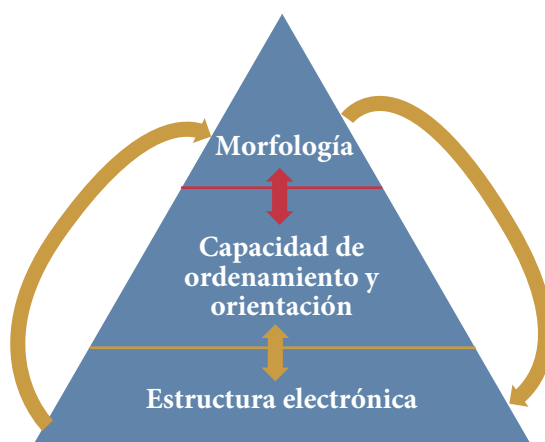 Morfología
Capacidad de
ordenamiento y
orientación
Estructura electrónica